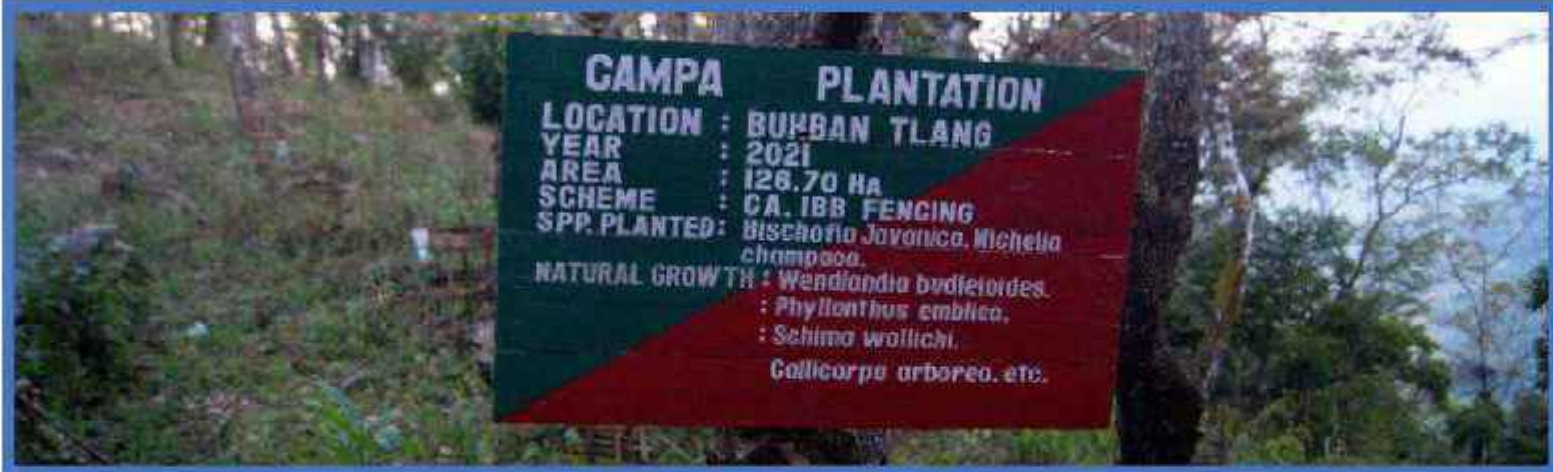 CAMPA PLANTATION
LOCATION : BUHBAN TLANG
YEAR : 2021
AREA : 126.70 HA
SCHEME : CA. IBB FENCING
SPP. PLANTED: Bischofia Javanica, Michelia
champaca.
NATURAL GROWTH : Wendlandia budleioides.
: Phyllanthus emblica.
: Schima wallichi.
Callicarpa arborea. etc.